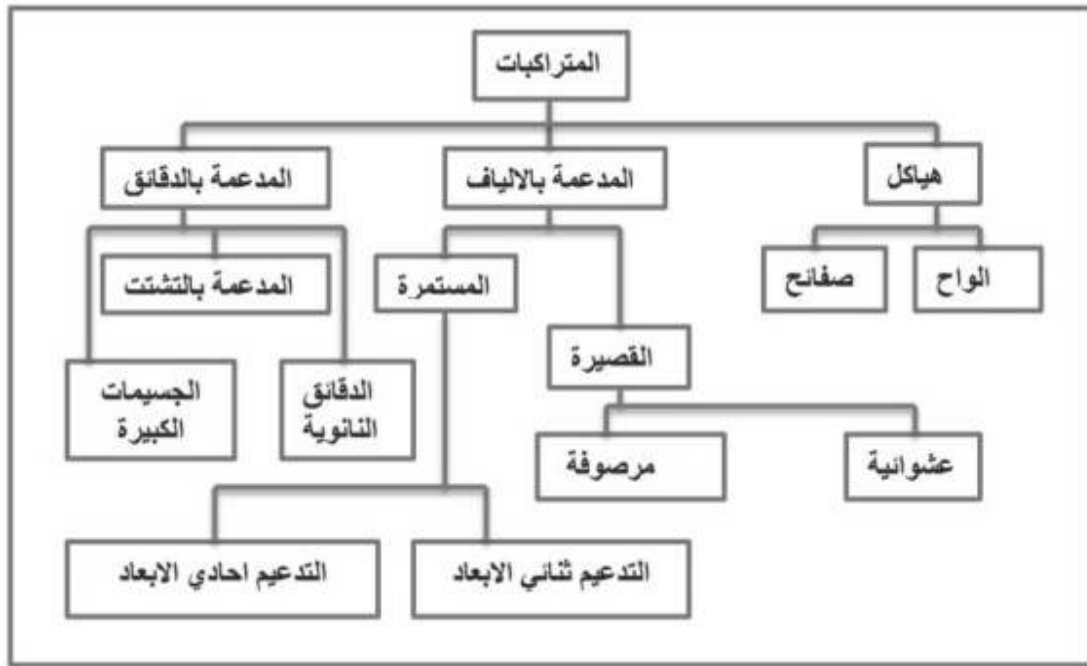 المتراكبات
هياكل
المدعمة بالالياف
المدعمة بالدقائق
الواح
صفائح
المستمرة
المدعمة بالتشتت
القصيرة
الدقائق
النانوية
الجسيمات
الكبيرة
عشوائية
مرصوفة
التدعيم ثنائي الابعاد
التدعيم احادي الابعاد